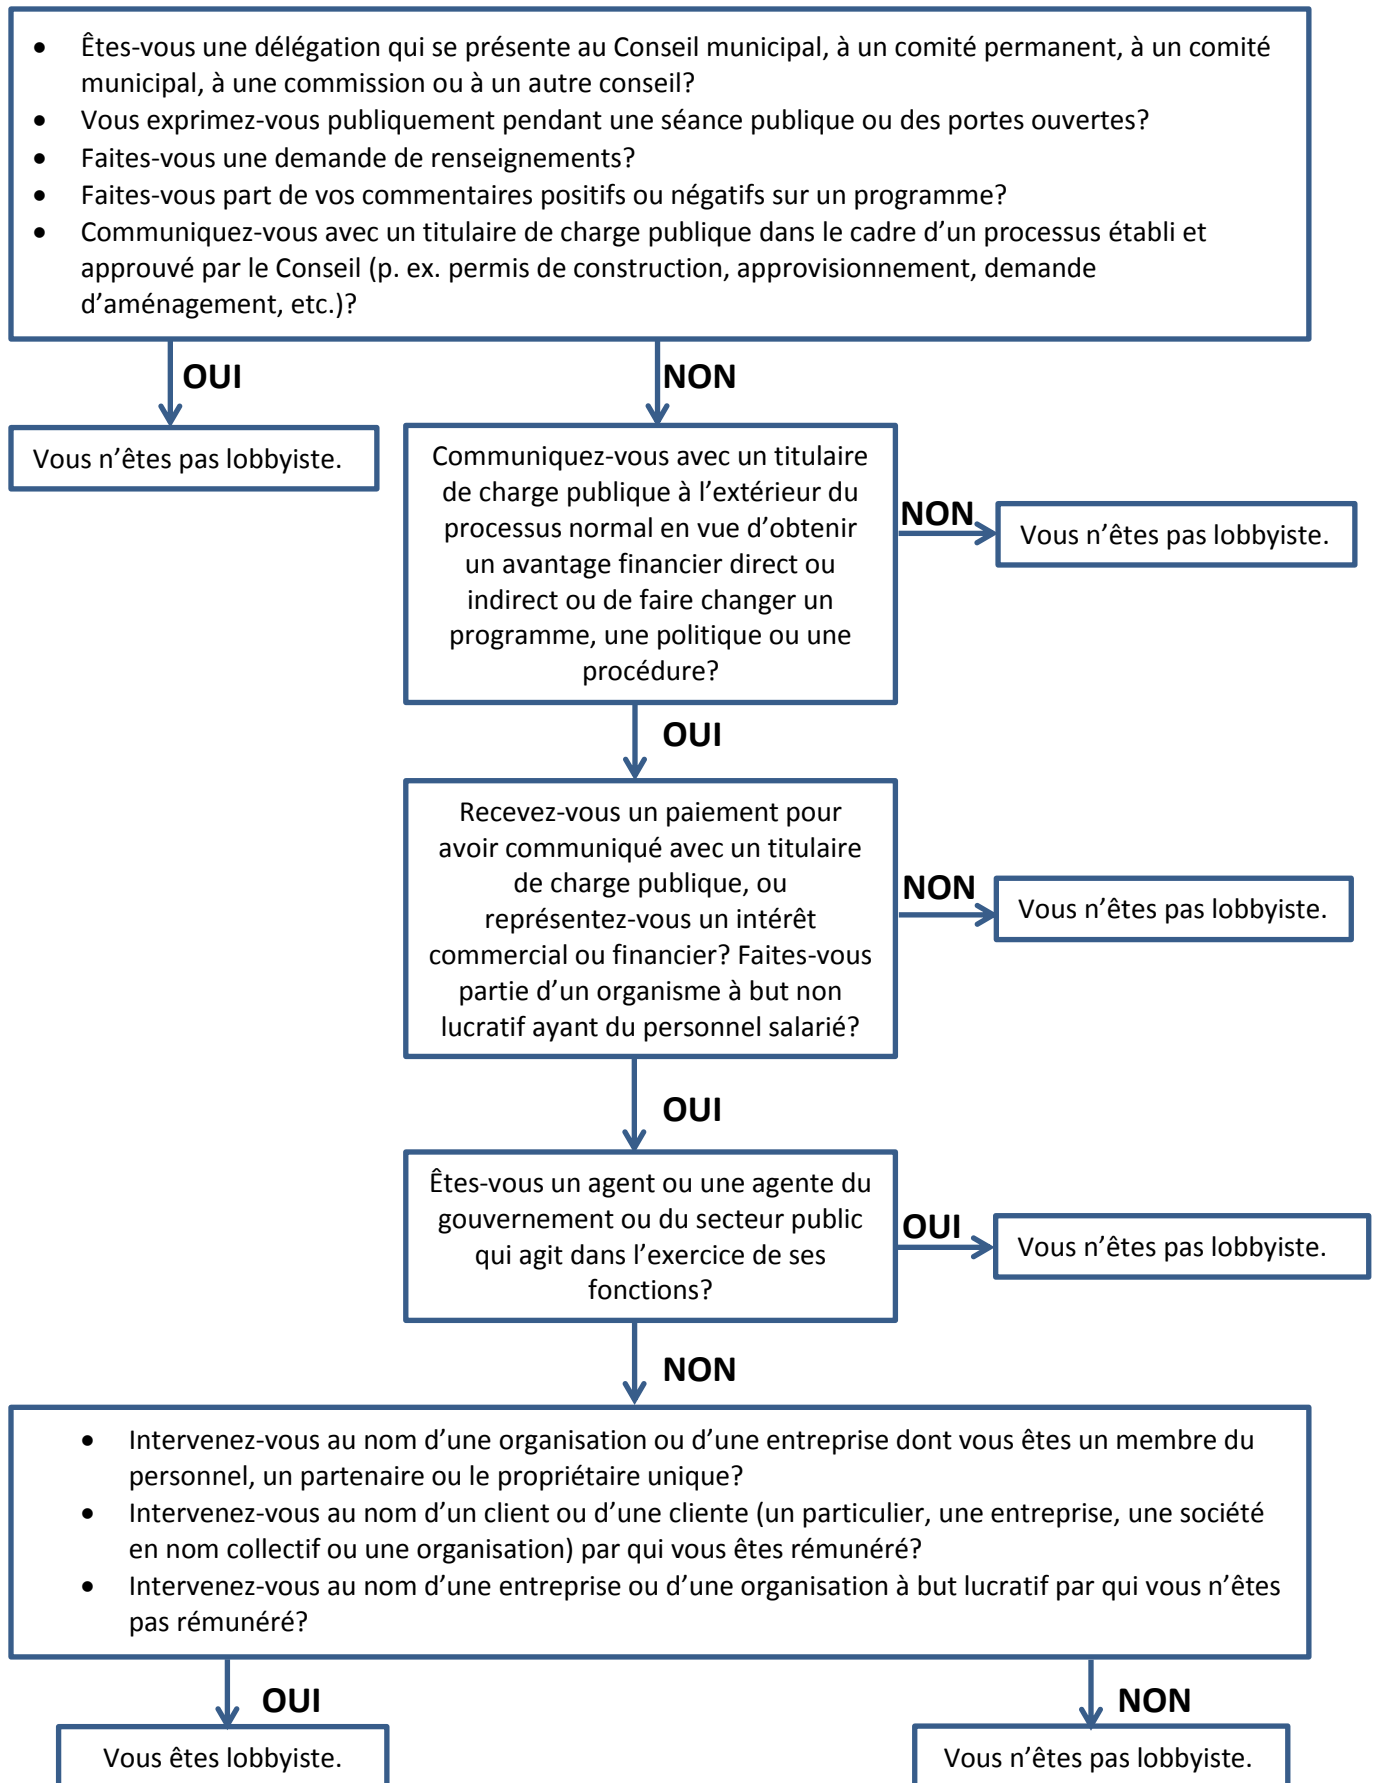 • Êtes-vous une délégation qui se présente au Conseil municipal, à un comité permanent, à un comité
municipal, à une commission ou à un autre conseil?
• Vous exprimez-vous publiquement pendant une séance publique ou des portes ouvertes?
• Faites-vous une demande de renseignements?
• Faites-vous part de vos commentaires positifs ou négatifs sur un programme?
• Communiquez-vous avec un titulaire de charge publique dans le cadre d’un processus établi et
approuvé par le Conseil (p. ex. permis de construction, approvisionnement, demande
d’aménagement, etc.)?
OUI
NON
Vous n’êtes pas lobbyiste.
Communiquez-vous avec un titulaire
de charge publique à l’extérieur du
processus normal en vue d’obtenir
un avantage financier direct ou
indirect ou de faire changer un
programme, une politique ou une
procédure?
NON
Vous n’êtes pas lobbyiste.
OUI
Recevez-vous un paiement pour
avoir communiqué avec un titulaire
de charge publique, ou
représentez-vous un intérêt
commercial ou financier? Faites-vous
partie d’un organisme à but non
lucratif ayant du personnel salarié?
NON
Vous n’êtes pas lobbyiste.
OUI
Êtes-vous un agent ou une agente du
gouvernement ou du secteur public
qui agit dans l’exercice de ses
fonctions?
OUI
Vous n’êtes pas lobbyiste.
NON
• Intervenez-vous au nom d’une organisation ou d’une entreprise dont vous êtes un membre du
personnel, un partenaire ou le propriétaire unique?
• Intervenez-vous au nom d’un client ou d’une cliente (un particulier, une entreprise, une société
en nom collectif ou une organisation) par qui vous êtes rémunéré?
• Intervenez-vous au nom d’une entreprise ou d’une organisation à but lucratif par qui vous n’êtes
pas rémunéré?
OUI
NON
Vous êtes lobbyiste.
Vous n’êtes pas lobbyiste.